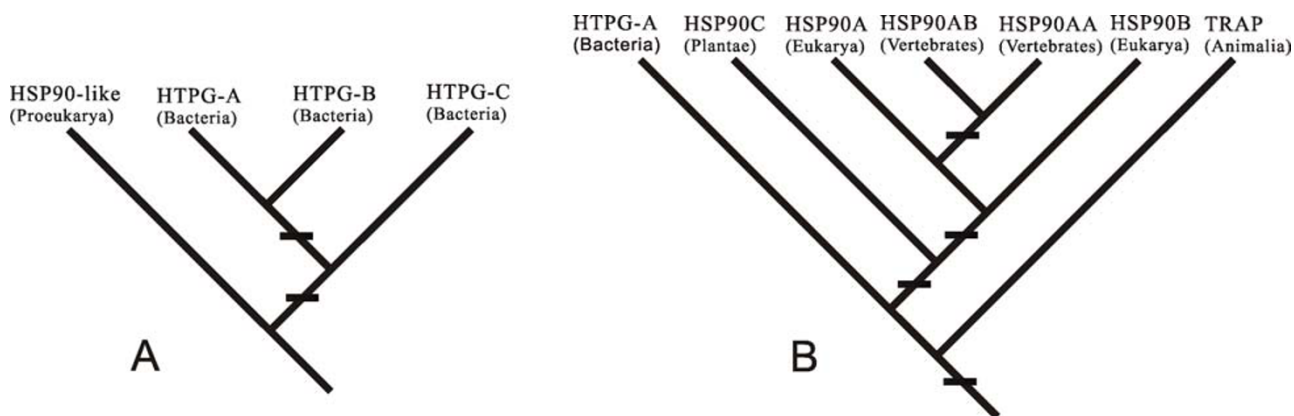 HSP90-like
(Proeukarya)
HTPG-A
(Bacteria)
HTPG-B
(Bacteria)
HTPG-C
(Bacteria)
A
HTPG-A
(Bacteria)
HSP90C
(Plantae)
HSP90A
(Eukarya)
HSP90AB
(Vertebrates)
HSP90AA
(Vertebrates)
HSP90B
(Eukarya)
TRAP
(Animalia)
B